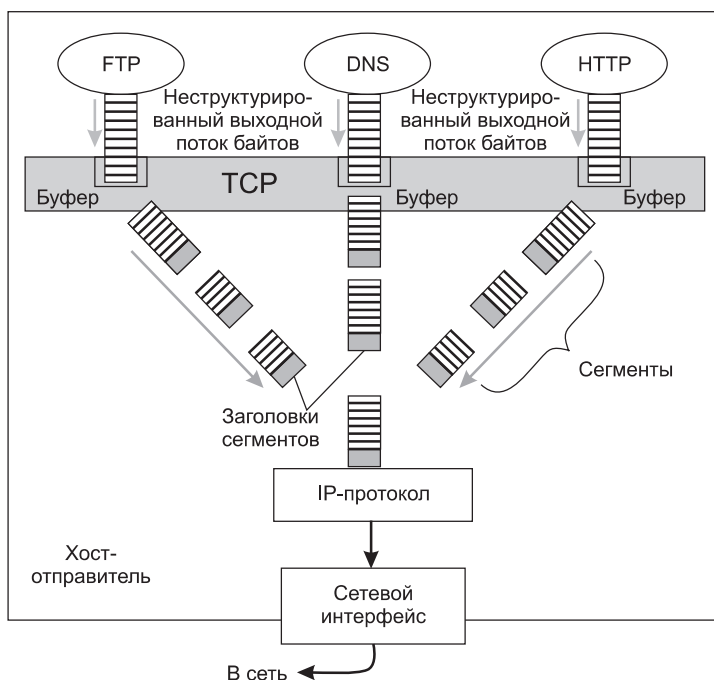 FTP
DNS
HTTP
Неструктуриро-
ванный выходной
поток байтов
Неструктуриро-
ванный выходной
поток байтов
Буфер
TCP
Буфер
Буфер
Сегменты
Заголовки
сегментов
IP-протокол
Хост-
отправитель
Сетевой
интерфейс
В сеть